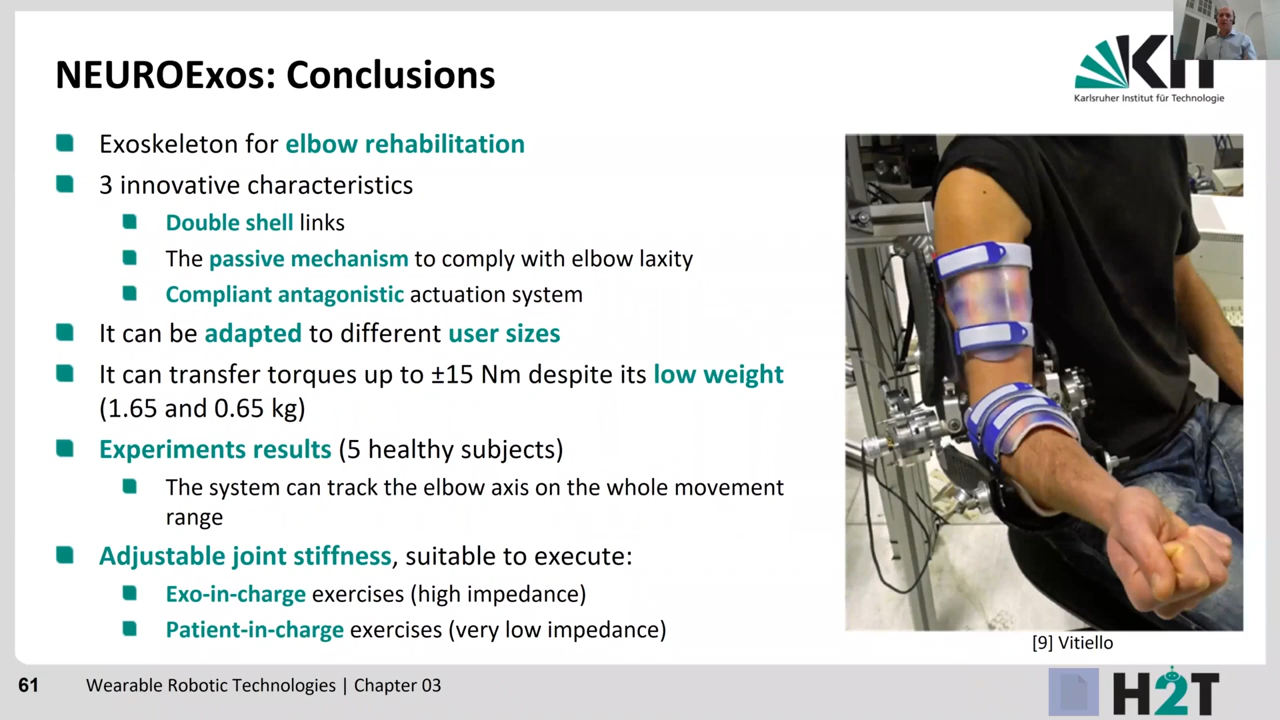 NEUROExos: Conclusions
KIT
Karlsruher Institut für Technologie
Exoskeleton for elbow rehabilitation
3 innovative characteristics
Double shell links
The passive mechanism to comply with elbow laxity
Compliant antagonistic actuation system
It can be adapted to different user sizes
It can transfer torques up to ±15 Nm despite its low weight
(1.65 and 0.65 kg)
Experiments results (5 healthy subjects)
The system can track the elbow axis on the whole movement
range
Adjustable joint stiffness, suitable to execute:
Exo-in-charge exercises (high impedance)
Patient-in-charge exercises (very low impedance)
[9] Vitiello
61 Wearable Robotic Technologies | Chapter 03
H2T